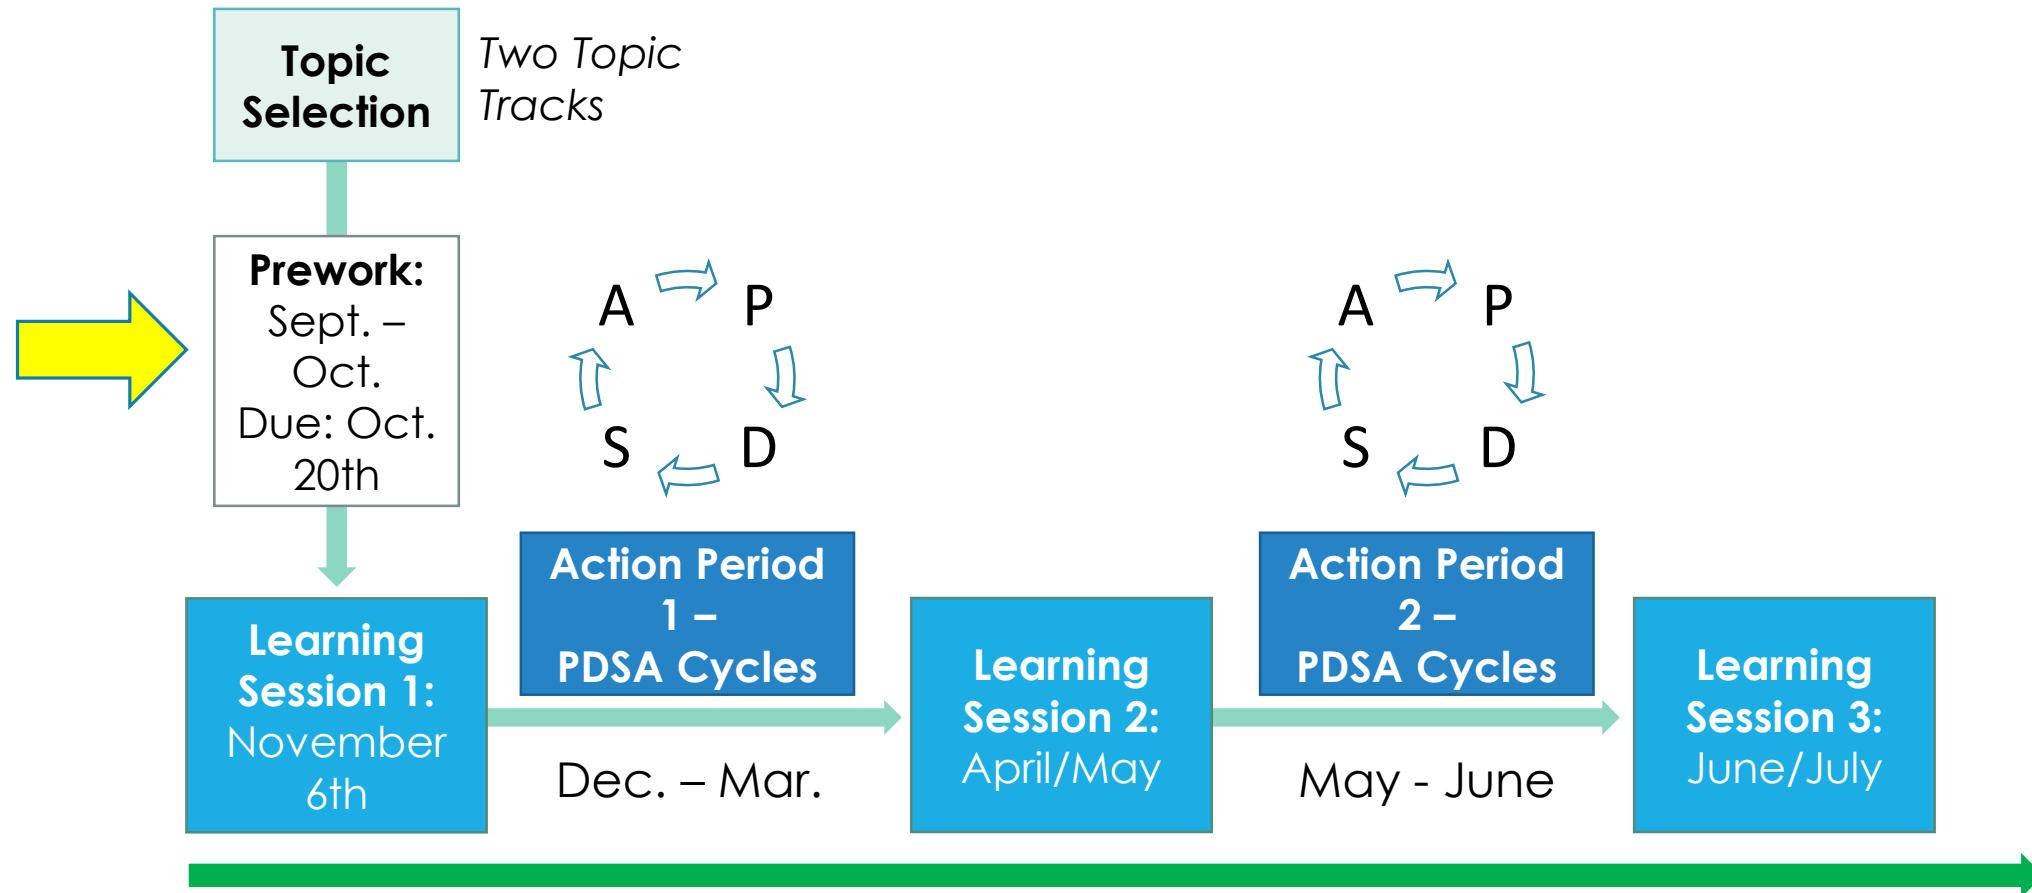 Topic
Selection
Two Topic
Tracks
Prework:
Sept. –
Oct.
Due: Oct.
20th
A P
S D
A P
S D
Action Period
1 –
PDSA Cycles
Action Period
2 –
PDSA Cycles
Learning
Session 1:
November
6th
Dec. – Mar.
Learning
Session 2:
April/May
May - June
Learning
Session 3:
June/July